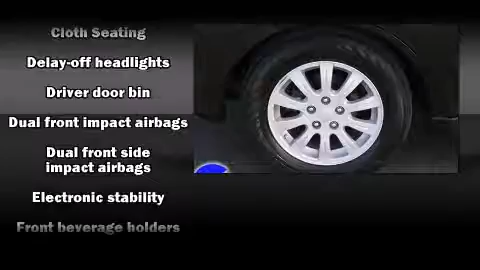 Cloth Seating
Delay-off headlights
Driver door bin
Dual front impact airbags
Dual front side
impact airbags
Electronic stability
Front beverage holders